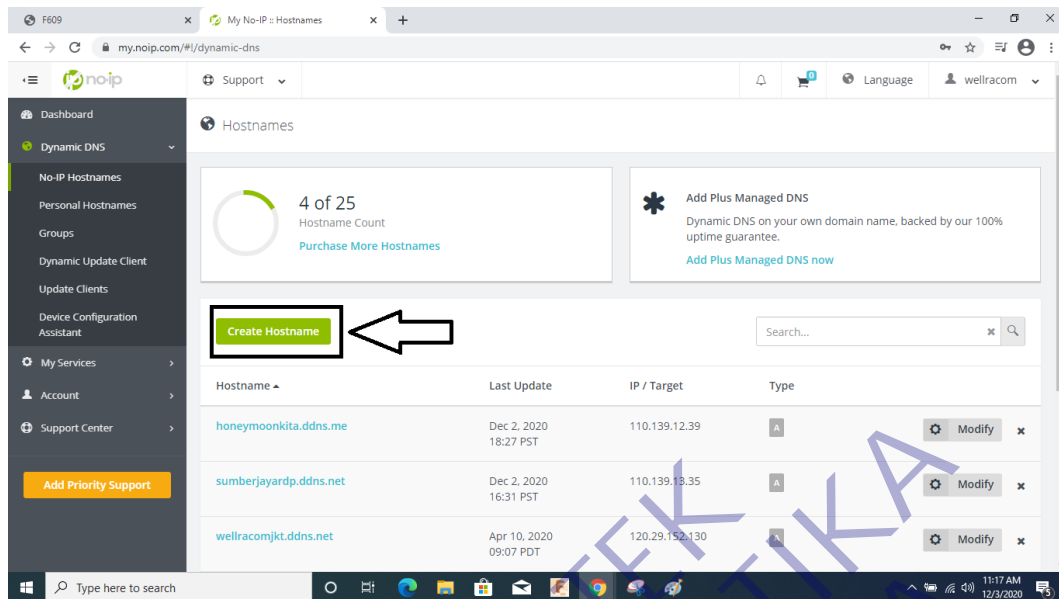 F609
My No-IP :: Hostnames
my.noip.com/#!/dynamic-dns
no-ip
Support
0
Language
wellracom
Dashboard
Dynamic DNS
No-IP Hostnames
Personal Hostnames
Groups
Dynamic Update Client
Update Clients
Device Configuration
Assistant
My Services
Account
Support Center
Add Priority Support
Hostnames
4 of 25
Hostname Count
Purchase More Hostnames
Add Plus Managed DNS
Dynamic DNS on your own domain name, backed by our 100%
uptime guarantee.
Add Plus Managed DNS now
Create Hostname
Search...
Hostname Last Update IP / Target Type
honeymoonkita.ddns.me Dec 2, 2020 110.139.12.39 A Modify
18:27 PST
sumberjayardp.ddns.net Dec 2, 2020 110.139.13.35 A Modify
16:31 PST
wellracomjkt.ddns.net Apr 10, 2020 120.29.152.130 A Modify
09:07 PDT
Type here to search
11:17 AM
12/3/2020
5